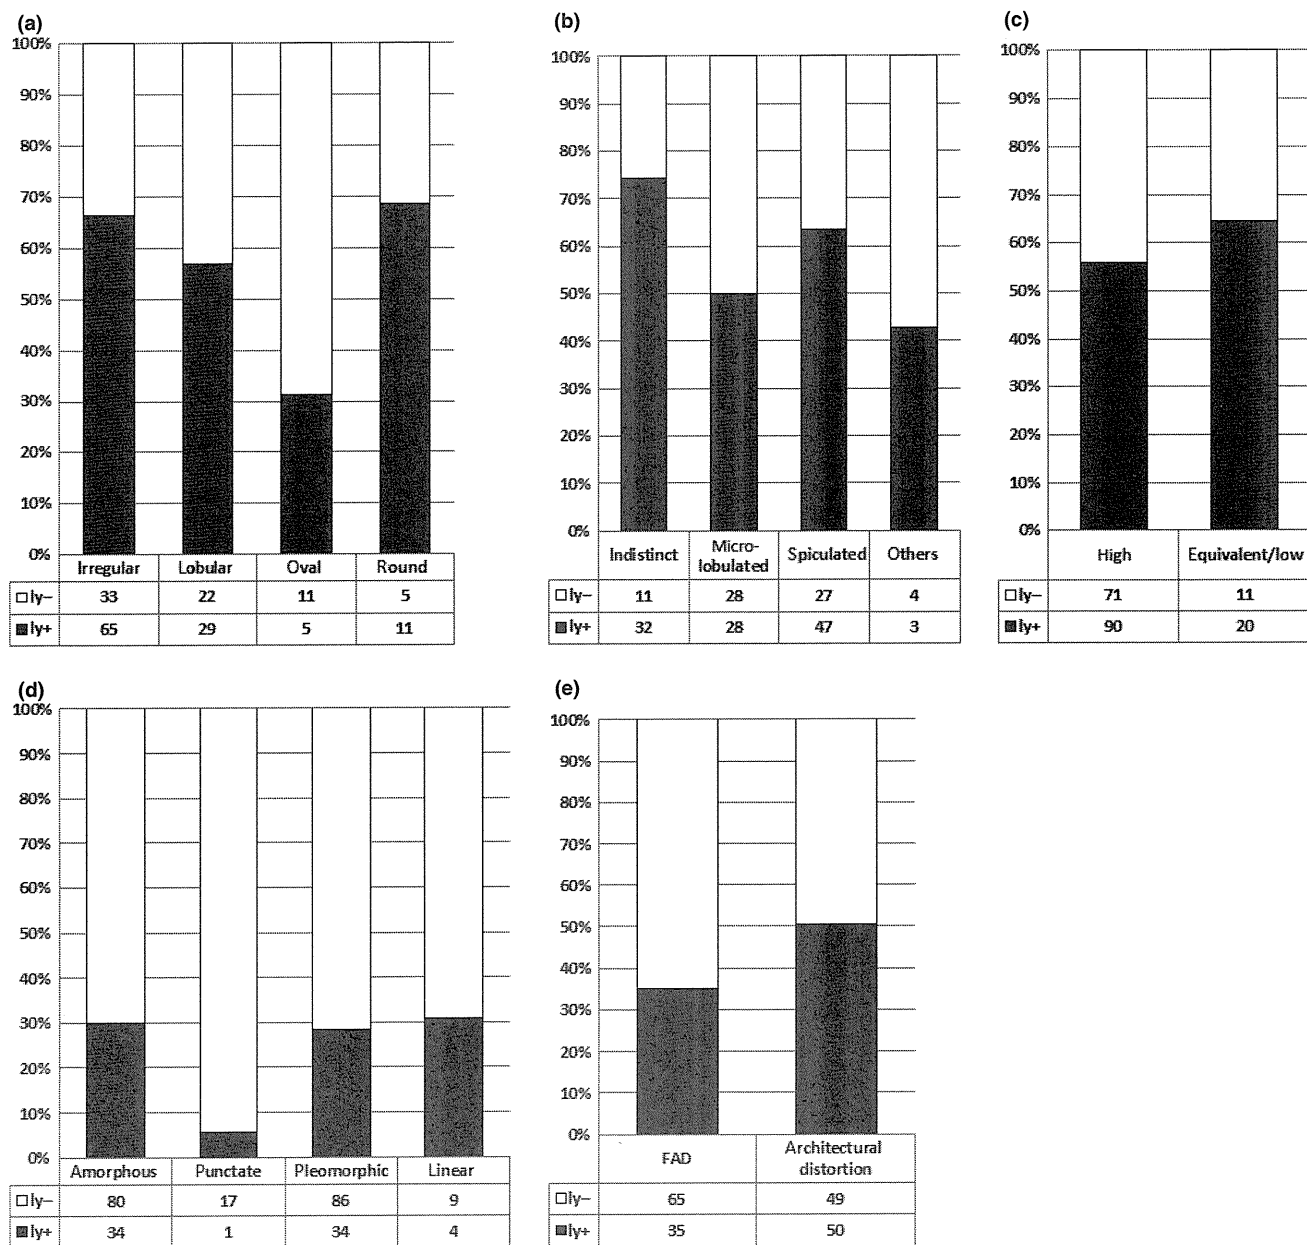 (a)
100%
90%
80%
70%
60%
50%
40%
30%
20%
10%
0%
Irregular Lobular Oval Round
ly− 33 22 11 5
ly+ 65 29 5 11
(b)
100%
90%
80%
70%
60%
50%
40%
30%
20%
10%
0%
Indistinct Micro- Spiculated Others
lobulated
ly− 11 28 27 4
ly+ 32 28 47 3
(c)
100%
90%
80%
70%
60%
50%
40%
30%
20%
10%
0%
High Equivalent/low
ly− 71 11
ly+ 90 20
(d)
100%
90%
80%
70%
60%
50%
40%
30%
20%
10%
0%
Amorphous Punctate Pleomorphic Linear
ly− 80 17 86 9
ly+ 34 1 34 4
(e)
100%
90%
80%
70%
60%
50%
40%
30%
20%
10%
0%
FAD Architectural
distortion
ly− 65 49
ly+ 35 50